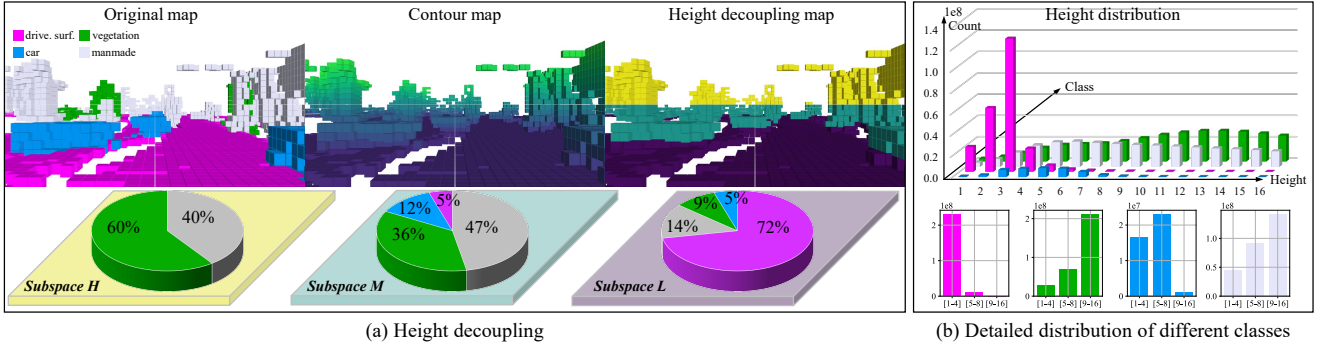 Original map
Contour map
Height decoupling map
drive. surf.
vegetation
car
manmade
60%
40%
Subspace H
12%
5%
36%
47%
Subspace M
9%
5%
14%
72%
Subspace L
(a) Height decoupling
Height distribution
1e8
Count
1.4
1.2
1.0
0.8
0.6
0.4
0.2
0.0
Class
1 2 3 4 5 6 7 8 9 10 11 12 13 14 15 16
Height
1e8
2
1
0
[1-4] [5-8] [9-16]
1e8
2
1
0
[1-4] [5-8] [9-16]
1e7
2
1
0
[1-4] [5-8] [9-16]
1e8
1.0
0.5
0.0
[1-4] [5-8] [9-16]
(b) Detailed distribution of different classes